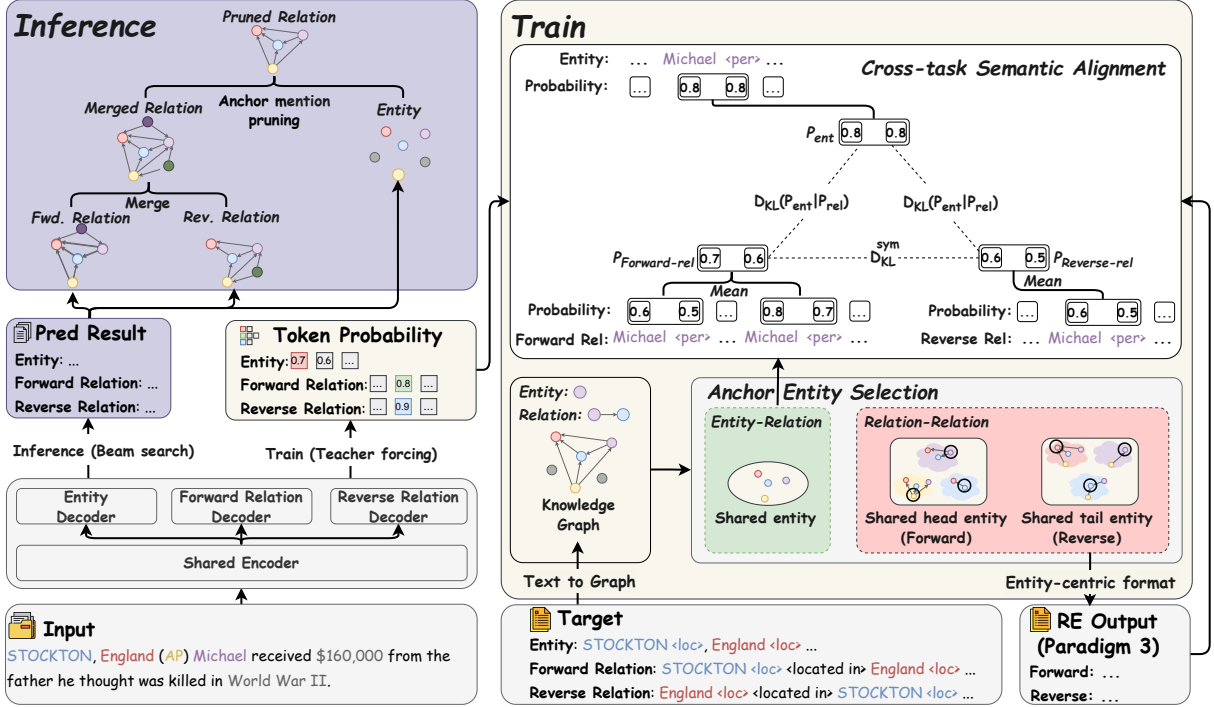 Inference
Pruned Relation
Merged Relation
Anchor mention
pruning
Entity
Merge
Fwd. Relation
Rev. Relation
Pred Result
Entity: ...
Forward Relation: ...
Reverse Relation: ...
Token Probability
Entity: 0.7 0.6 ...
Forward Relation: ... 0.8 ...
Reverse Relation: ... 0.9 ...
Inference (Beam search)
Train (Teacher forcing)
Entity
Decoder
Forward Relation
Decoder
Reverse Relation
Decoder
Shared Encoder
Input
STOCKTON, England (AP) Michael received $160,000 from the
father he thought was killed in World War II.
Train
Cross-task Semantic Alignment
Entity: ... Michael <per> ...
Probability: ... 0.8 0.8 ...
P_ent 0.8 0.8
D_KL(P_ent|P_rel)
D_KL(P_ent|P_rel)
P_Forward-rel 0.7 0.6
D_KL^sym
0.6 0.5 P_Reverse-rel
Mean
Mean
Probability: 0.6 0.5 ... 0.8 0.7 ...
Forward Rel: Michael <per> ... Michael <per> ...
Probability: ... 0.6 0.5 ...
Reverse Rel: ... Michael <per> ...
Entity:
Relation:
Knowledge
Graph
Text to Graph
Anchor Entity Selection
Entity-Relation
Shared entity
Relation-Relation
Shared head entity
(Forward)
Shared tail entity
(Reverse)
Entity-centric format
Target
Entity: STOCKTON <loc>, England <loc> ...
Forward Relation: STOCKTON <loc> <located in> England <loc> ...
Reverse Relation: England <loc> <located in> STOCKTON <loc> ...
RE Output
(Paradigm 3)
Forward: ...
Reverse: ...